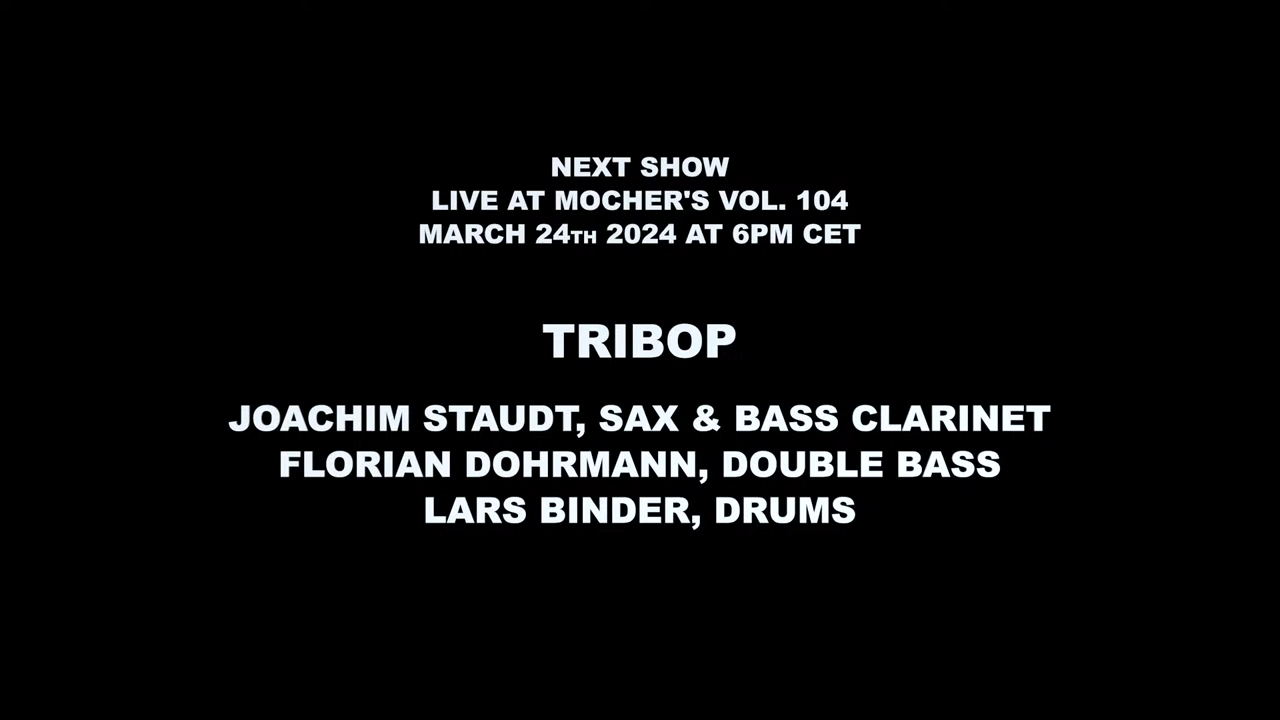 NEXT SHOW
LIVE AT MOCHER'S VOL. 104
MARCH 24TH 2024 AT 6PM CET
TRIBOP
JOACHIM STAUDT, SAX & BASS CLARINET
FLORIAN DOHRMANN, DOUBLE BASS
LARS BINDER, DRUMS